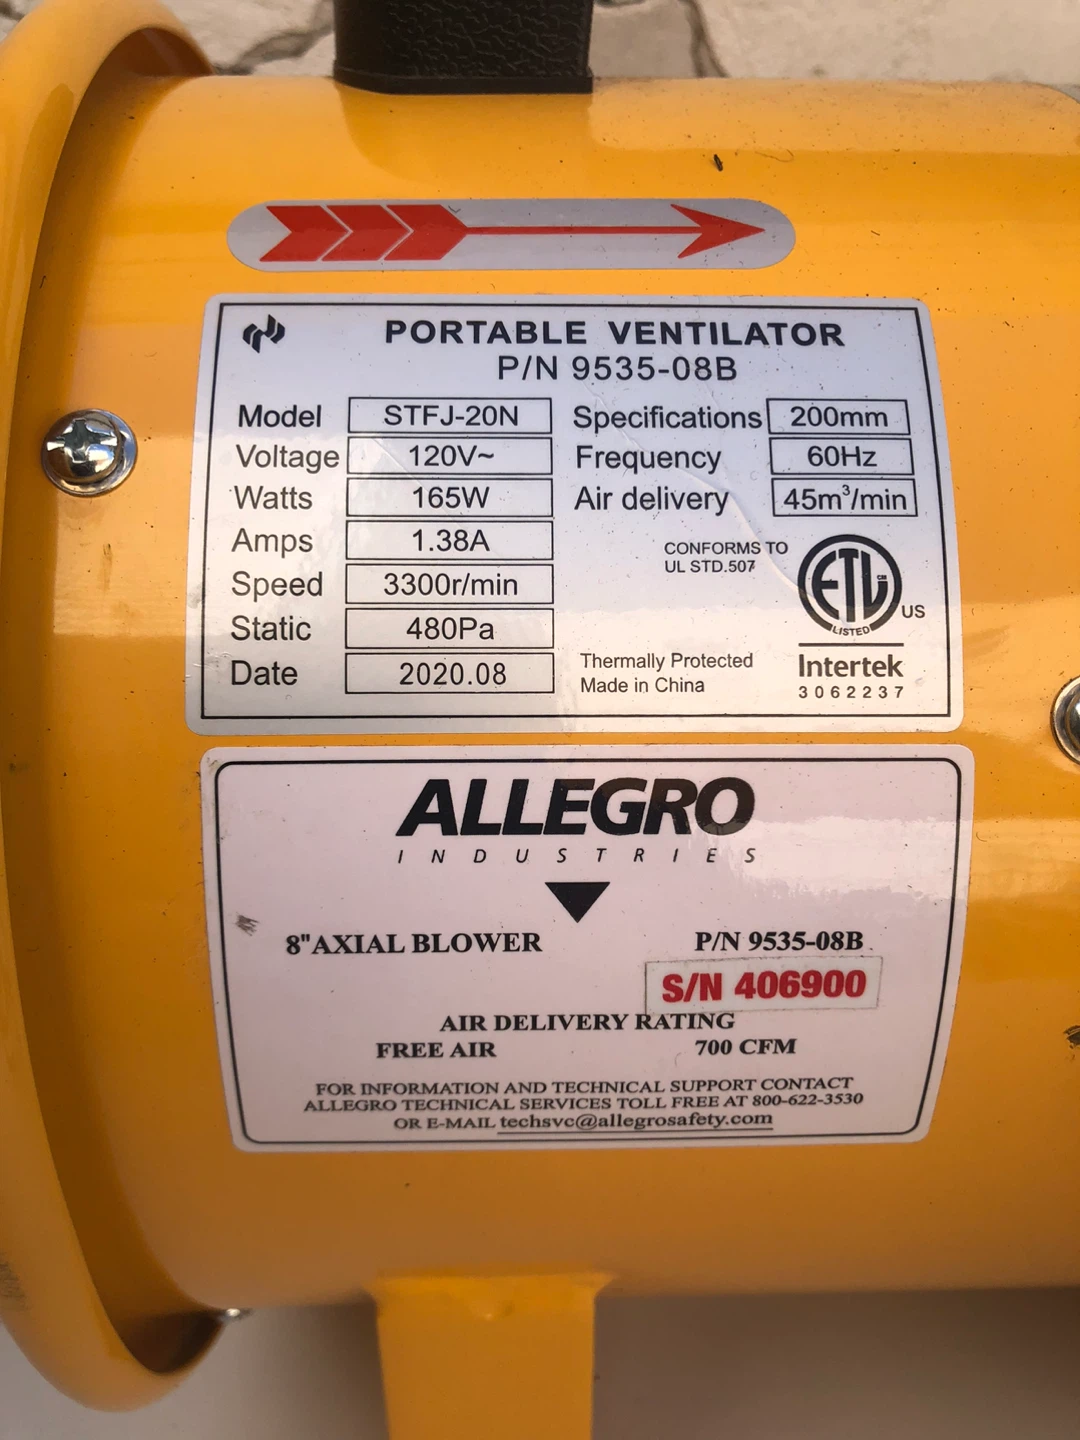 PORTABLE VENTILATOR
P/N 9535-08B
Model STFJ-20N Specifications 200mm
Voltage 120V~ Frequency 60Hz
Watts 165W Air delivery 45m³/min
Amps 1.38A
Speed 3300r/min
Static 480Pa
Date 2020.08
CONFORMS TO
UL STD.507
ETL CM
LISTED
US
Intertek
3062237
Thermally Protected
Made in China
ALLEGRO
INDUSTRIES
8" AXIAL BLOWER P/N 9535-08B
S/N 406900
AIR DELIVERY RATING
FREE AIR 700 CFM
FOR INFORMATION AND TECHNICAL SUPPORT CONTACT
ALLEGRO TECHNICAL SERVICES TOLL FREE AT 800-622-3530
OR E-MAIL techsvc@allegrosafety.com